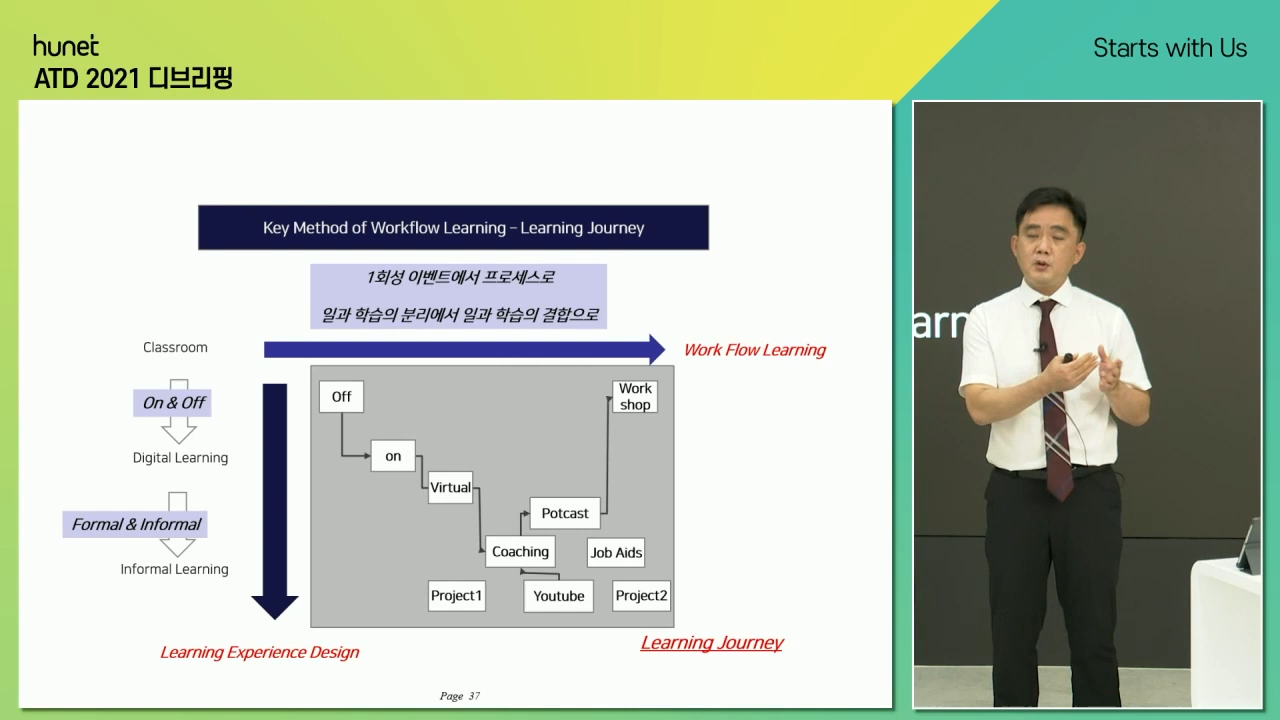 hunet
ATD 2021 디브리핑
Starts with Us
Key Method of Workflow Learning – Learning Journey
1회성 이벤트에서 프로세스로
일과 학습의 분리에서 일과 학습의 결합으로
Classroom
Work Flow Learning
On & Off
Digital Learning
Formal & Informal
Informal Learning
Off
Work
shop
on
Virtual
Potcast
Coaching
Job Aids
Project1
Youtube
Project2
Learning Experience Design
Learning Journey
Page 37
arn